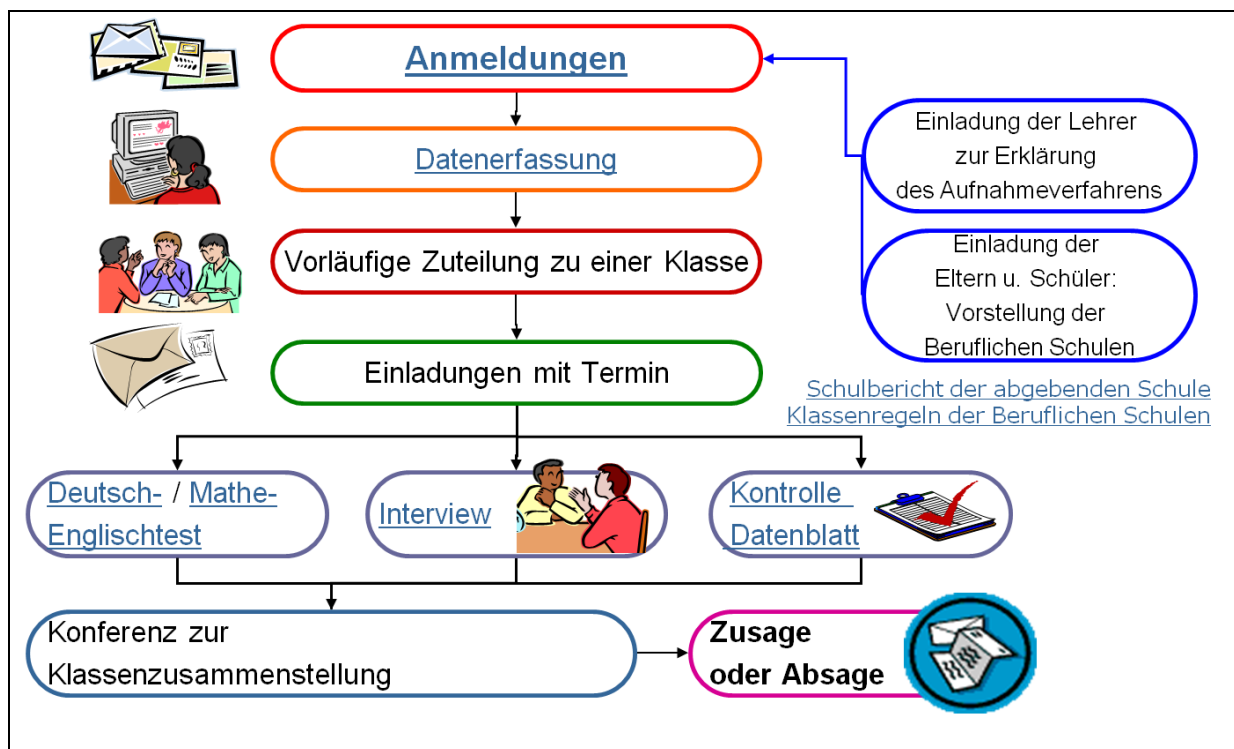 Anmeldungen
Datenerfassung
Vorläufige Zuteilung zu einer Klasse
Einladungen mit Termin
Einladung der Lehrer
zur Erklärung
des Aufnahmeverfahrens
Einladung der
Eltern u. Schüler:
Vorstellung der
Beruflichen Schulen
Schulbericht der abgebenden Schule
Klassenregeln der Beruflichen Schulen
Deutsch- / Mathe-
Englischtest
Interview
Kontrolle
Datenblatt
Konferenz zur
Klassenzusammenstellung
Zusage
oder Absage